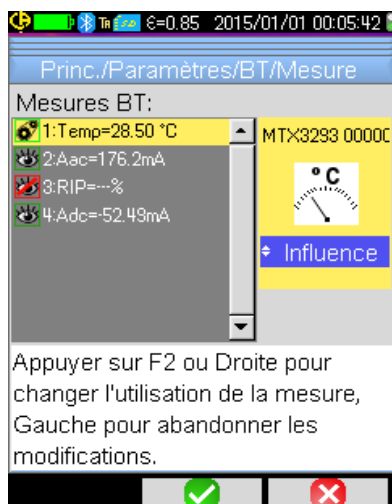 ε=0.85 2015/01/01 00:05:42
Princ./Paramètres/BT/Mesure
Mesures BT:
1:Temp=28.50 °C
2:Aac=176.2mA
3:RIP=---%
4:Adc=-52.49mA
MTX3293 0000
°C
Influence
Appuyer sur F2 ou Droite pour
changer l'utilisation de la mesure,
Gauche pour abandonner les
modifications.